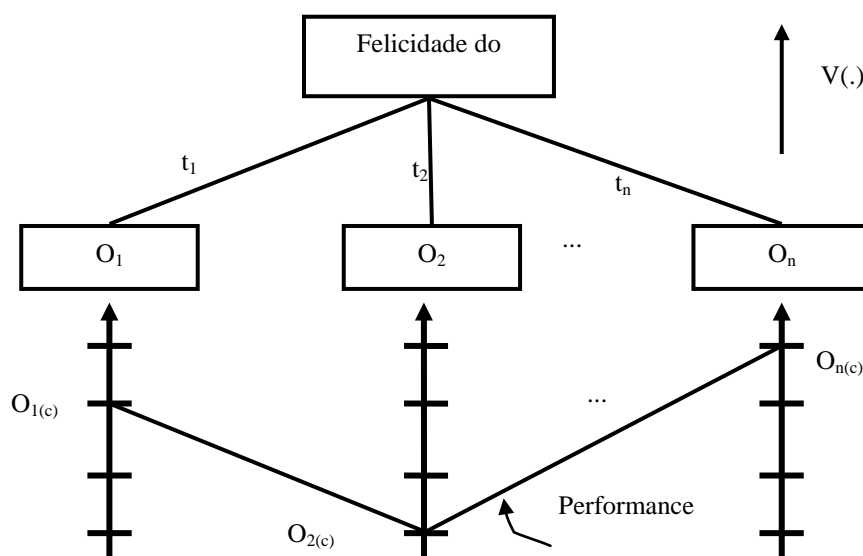 Felicidade do
V(.)
t₁
t₂
tₙ
O₁
O₂
...
Oₙ
Oₙ₍c₎
O₁₍c₎
...
Performance
O₂₍c₎